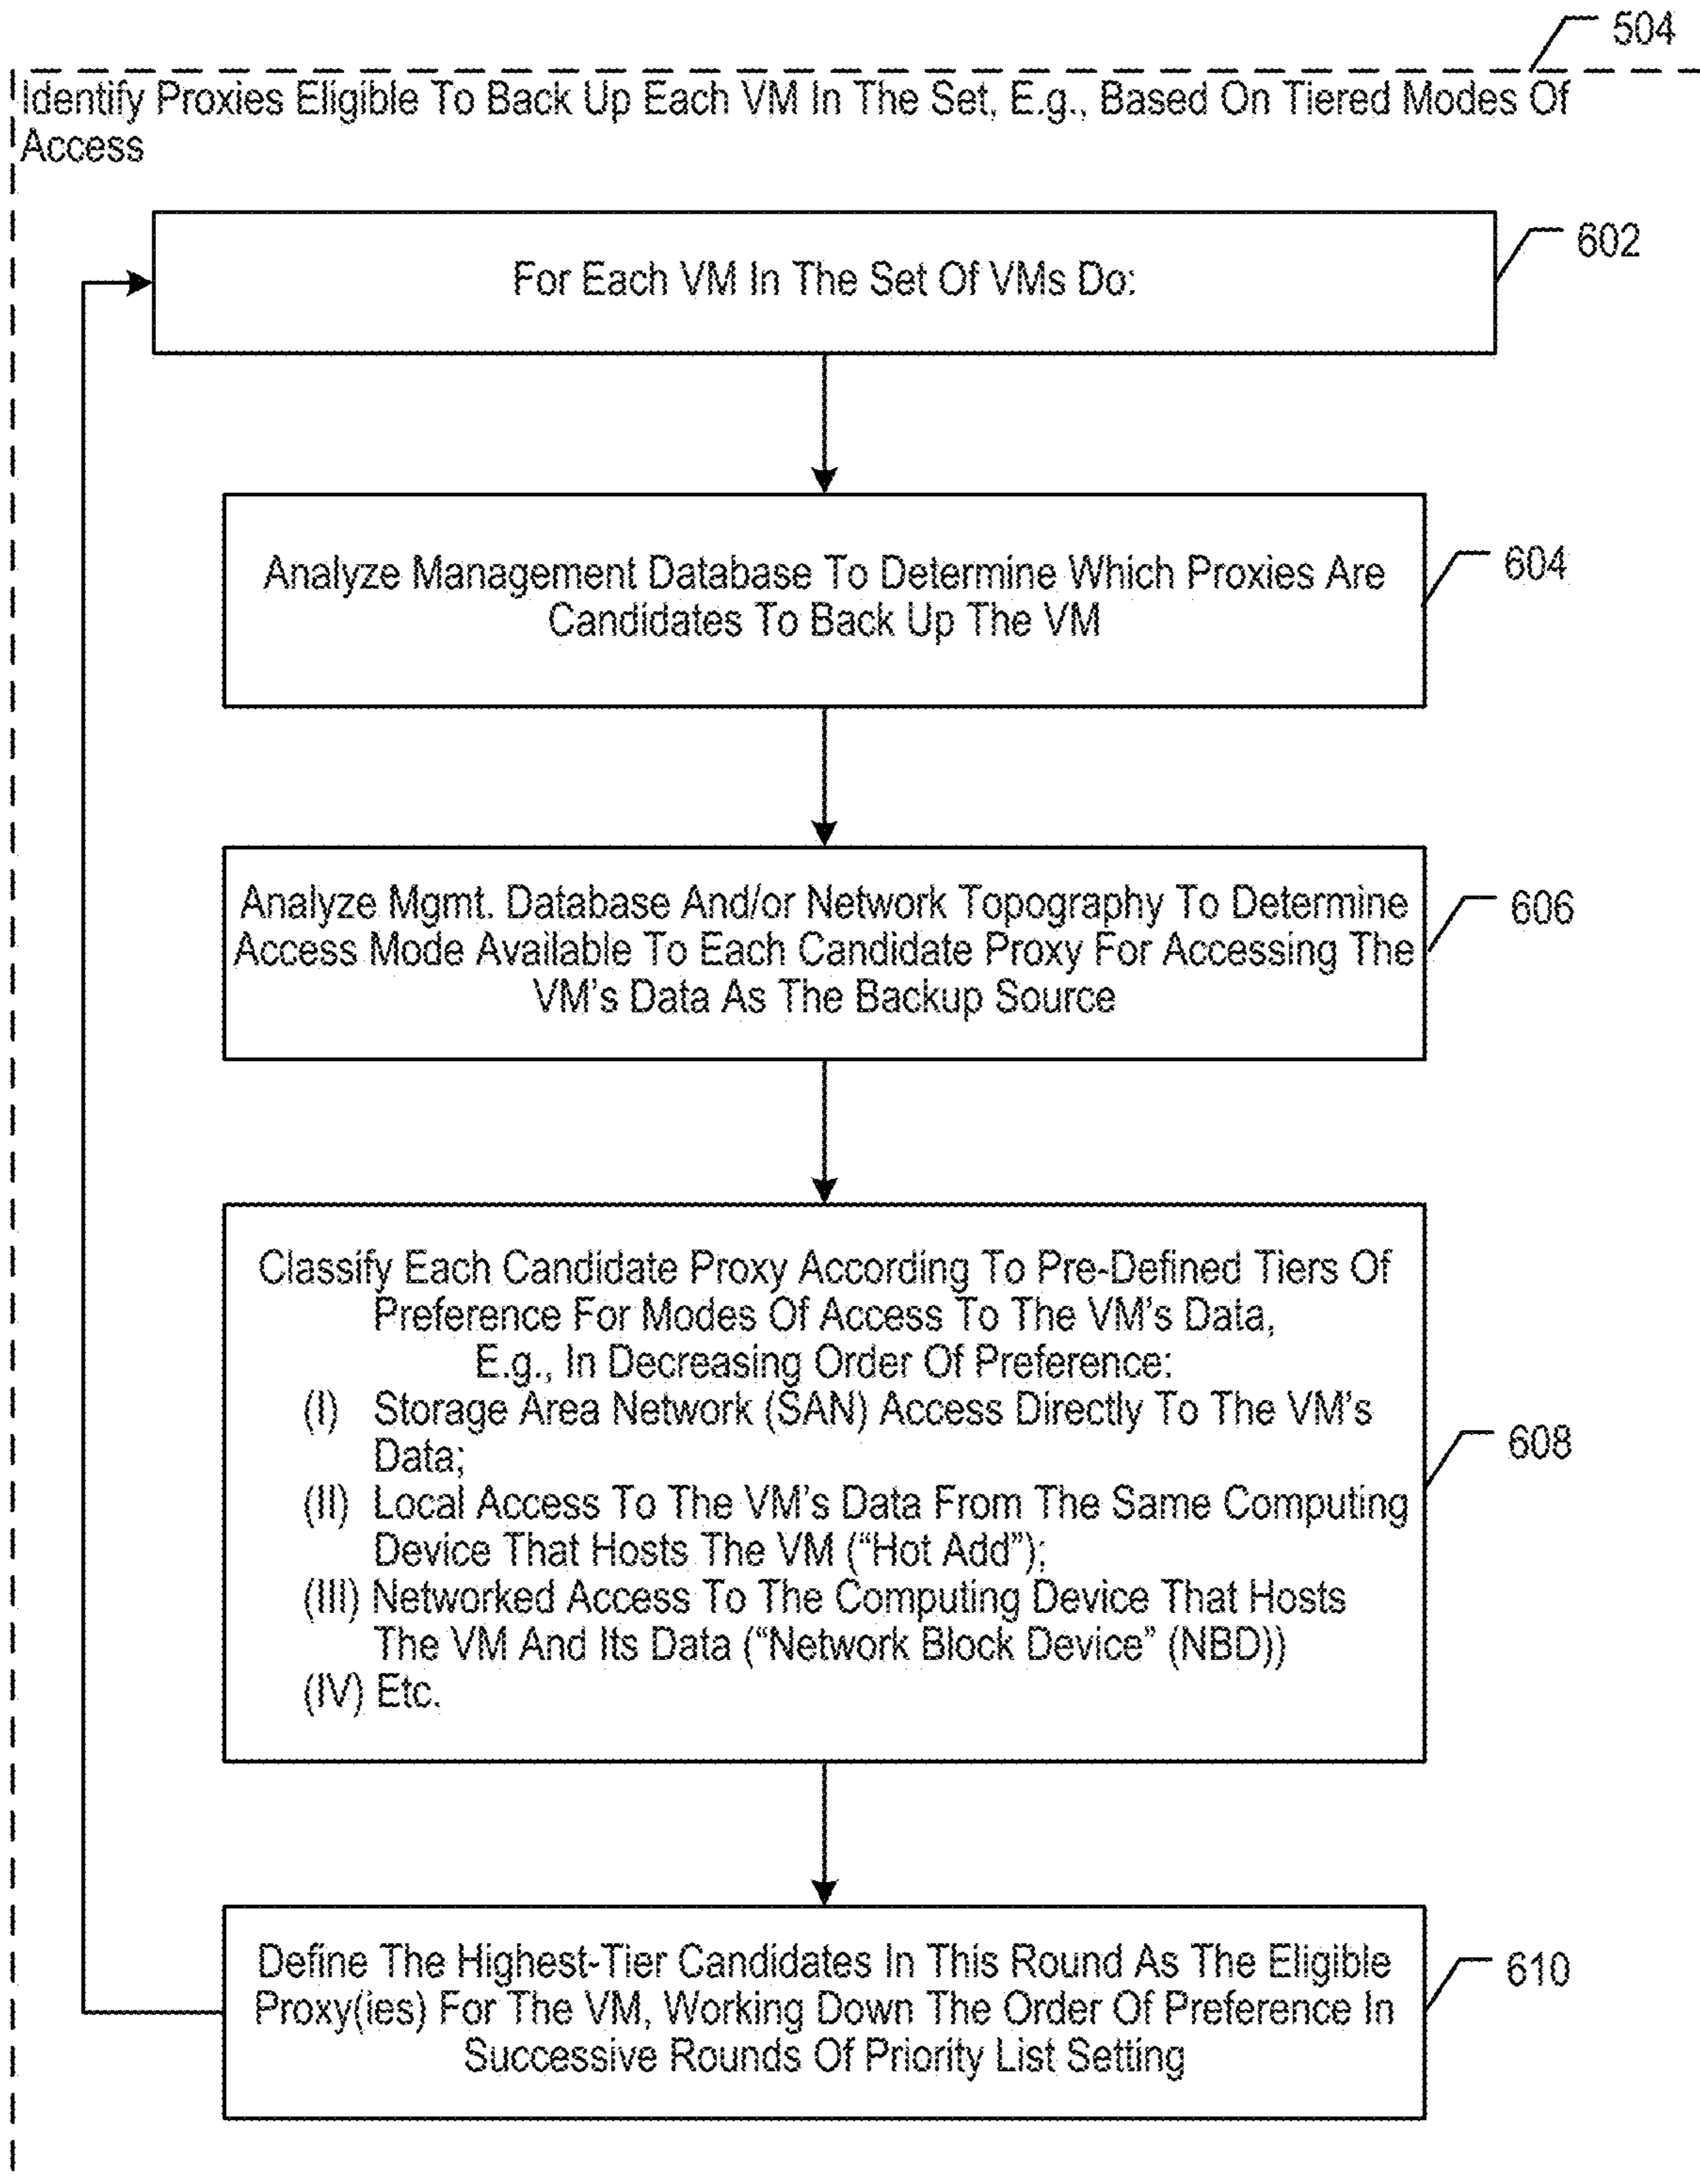 504
Identify Proxies Eligible To Back Up Each VM In The Set, E.g., Based On Tiered Modes Of
Access
602
For Each VM In The Set Of VMs Do:
604
Analyze Management Database To Determine Which Proxies Are
Candidates To Back Up The VM
606
Analyze Mgmt. Database And/or Network Topography To Determine
Access Mode Available To Each Candidate Proxy For Accessing The
VM's Data As The Backup Source
Classify Each Candidate Proxy According To Pre-Defined Tiers Of
Preference For Modes Of Access To The VM's Data,
E.g., In Decreasing Order Of Preference:
(I) Storage Area Network (SAN) Access Directly To The VM's
Data;
608
(II) Local Access To The VM's Data From The Same Computing
Device That Hosts The VM (“Hot Add”);
(III) Networked Access To The Computing Device That Hosts
The VM And Its Data (“Network Block Device” (NBD))
(IV) Etc.
Define The Highest-Tier Candidates In This Round As The Eligible
610
Proxy(ies) For The VM, Working Down The Order Of Preference In
Successive Rounds Of Priority List Setting